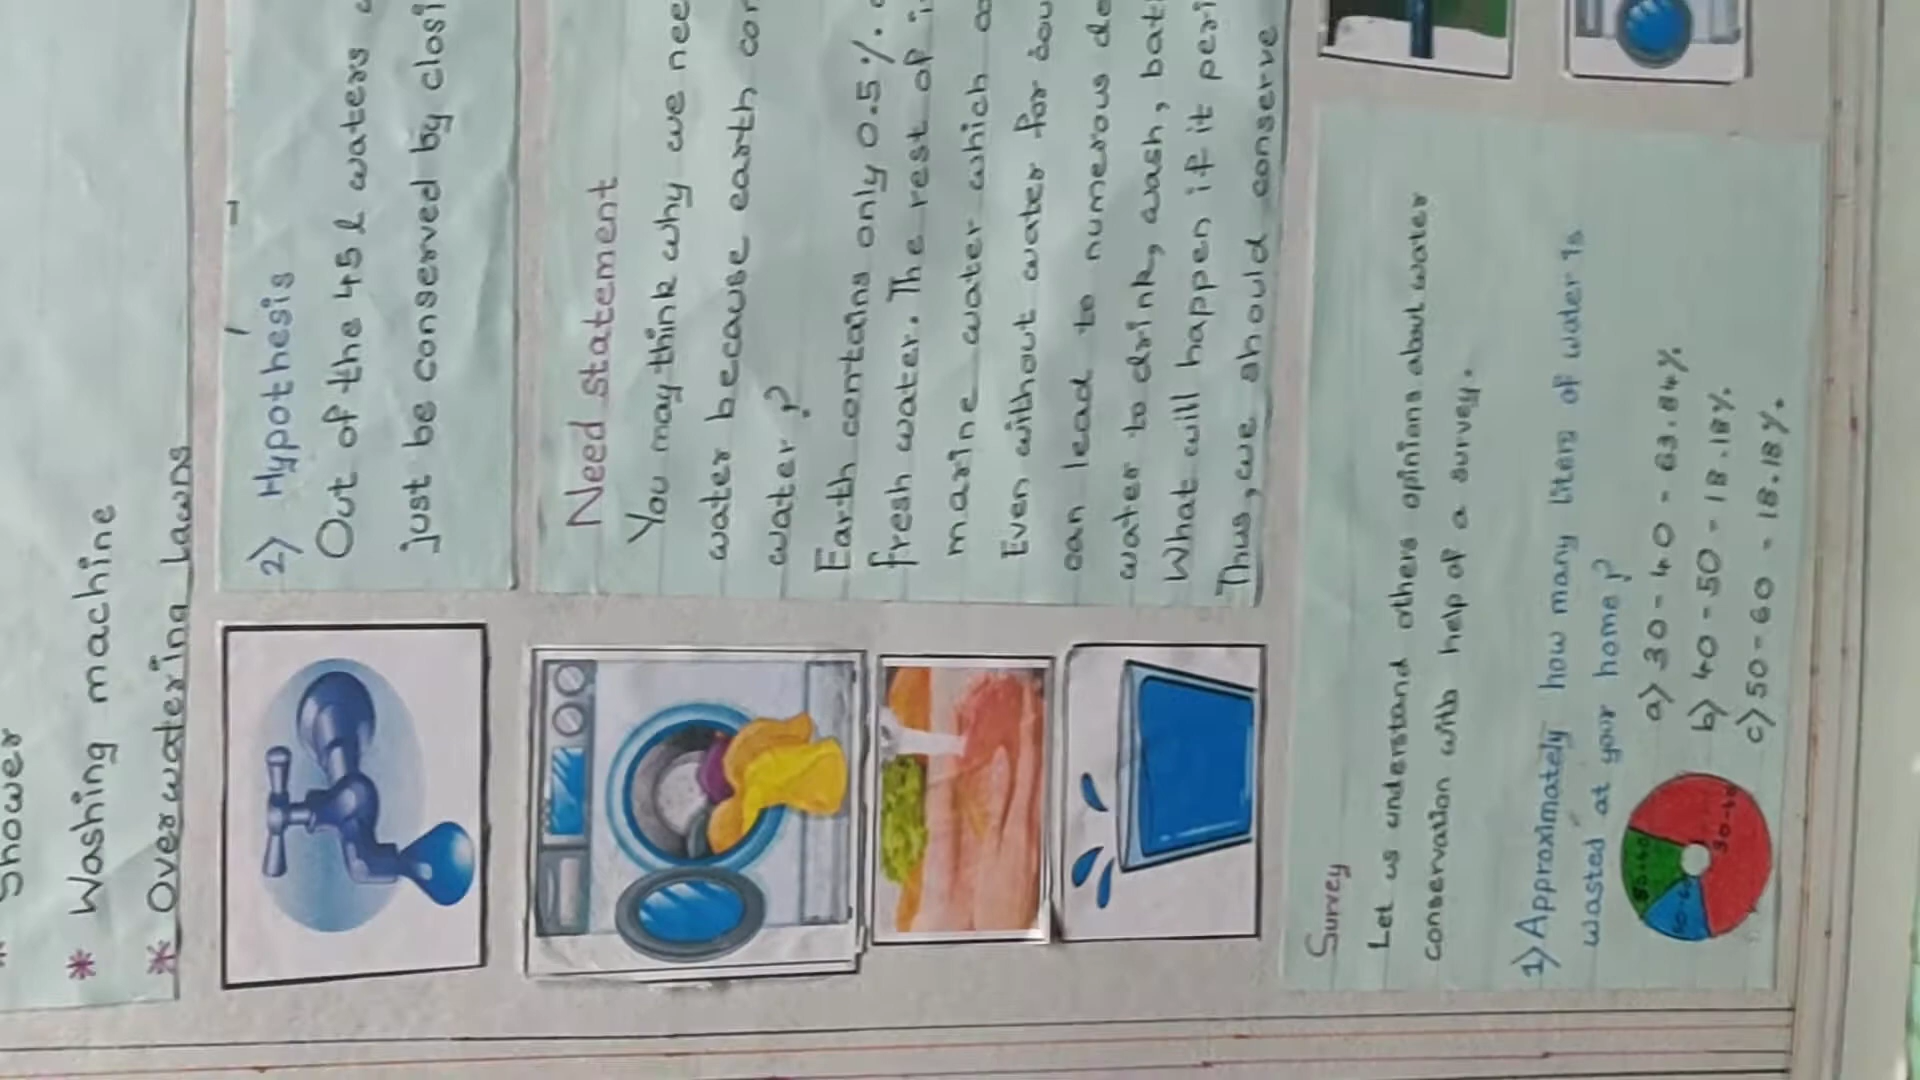 Shower
* Washing machine
* Overwatering lawns
2) Hypothesis
Out of the 45 l waters
just be conserved by closi
Need statement
You may think why we nee
water because earth con
water?
Earth contains only 0.5%.
fresh water. The rest of
marine water which
Even without water for
can lead to numerous de
water to drink, wash, bat
What will happen if it peri
Thus, we should conserve
Survey
Let us understand others opinions about water
conservation with help of a survey.
1) Approximately how many liters of water is
wasted at your home?
a) 30-40 - 63.84%.
b) 40-50 - 18.18%.
c) 50-60 - 18.18%.